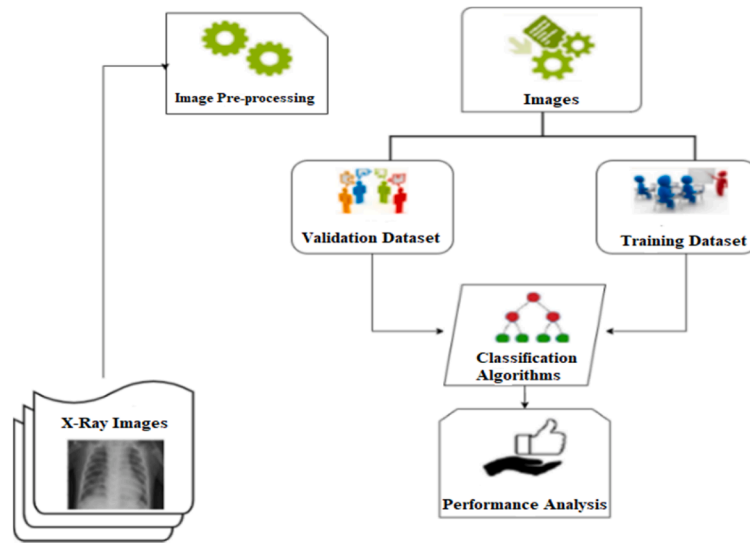 Image Pre-processing
Images
Validation Dataset
Training Dataset
Classification
Algorithms
X-Ray Images
Performance Analysis